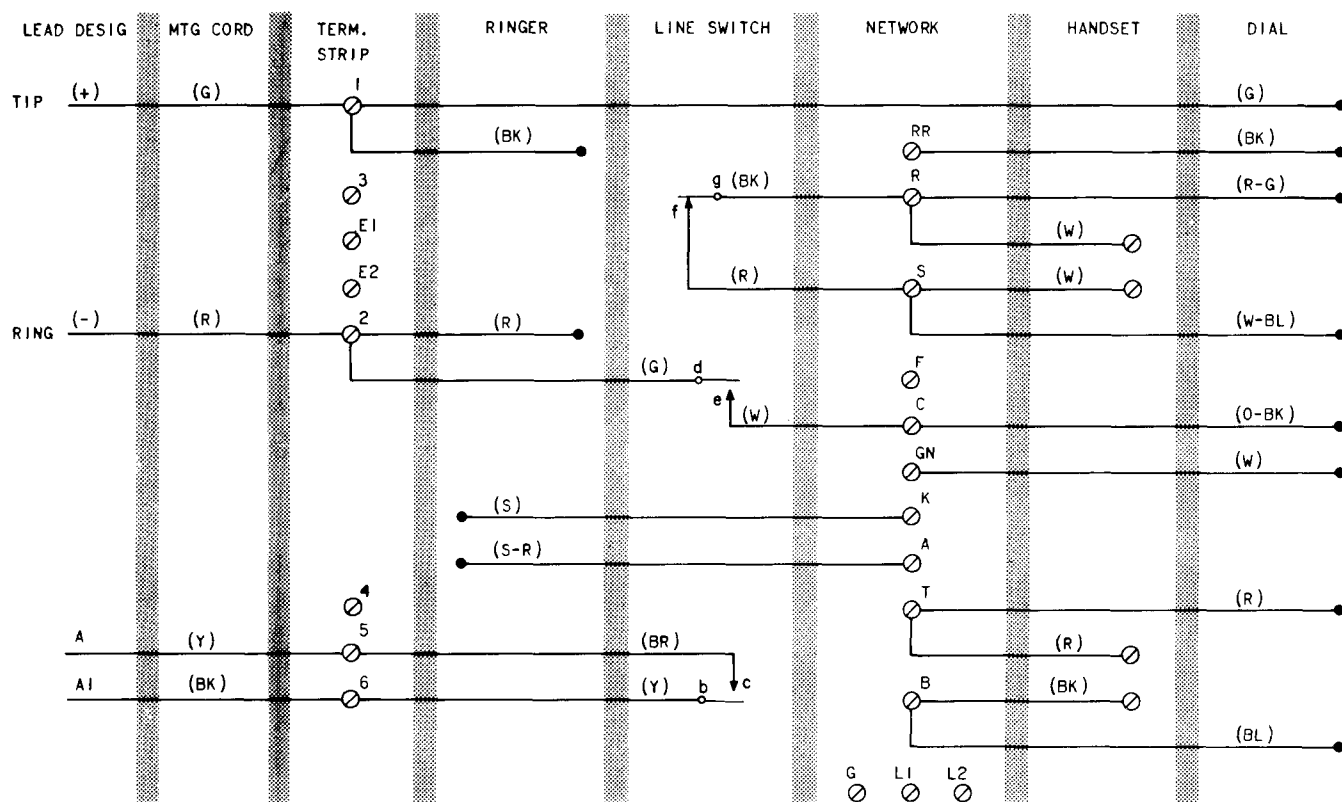 LEAD DESIG MTG CORD TERM. STRIP RINGER LINE SWITCH NETWORK HANDSET DIAL
TIP (+) (G) 1 (G)
(BK) RR (BK)
3 g (BK) R (R-G)
f
E1 (W)
E2 (R) S (W)
RING (-) (R) 2 (R) (W-BL)
(G) d F
e (W) C (O-BK)
GN (W)
(S) K
(S-R) A
4 T (R)
A (Y) 5 (BR) (R)
A1 (BK) 6 (Y) b c B (BK)
(BL)
G L1 L2